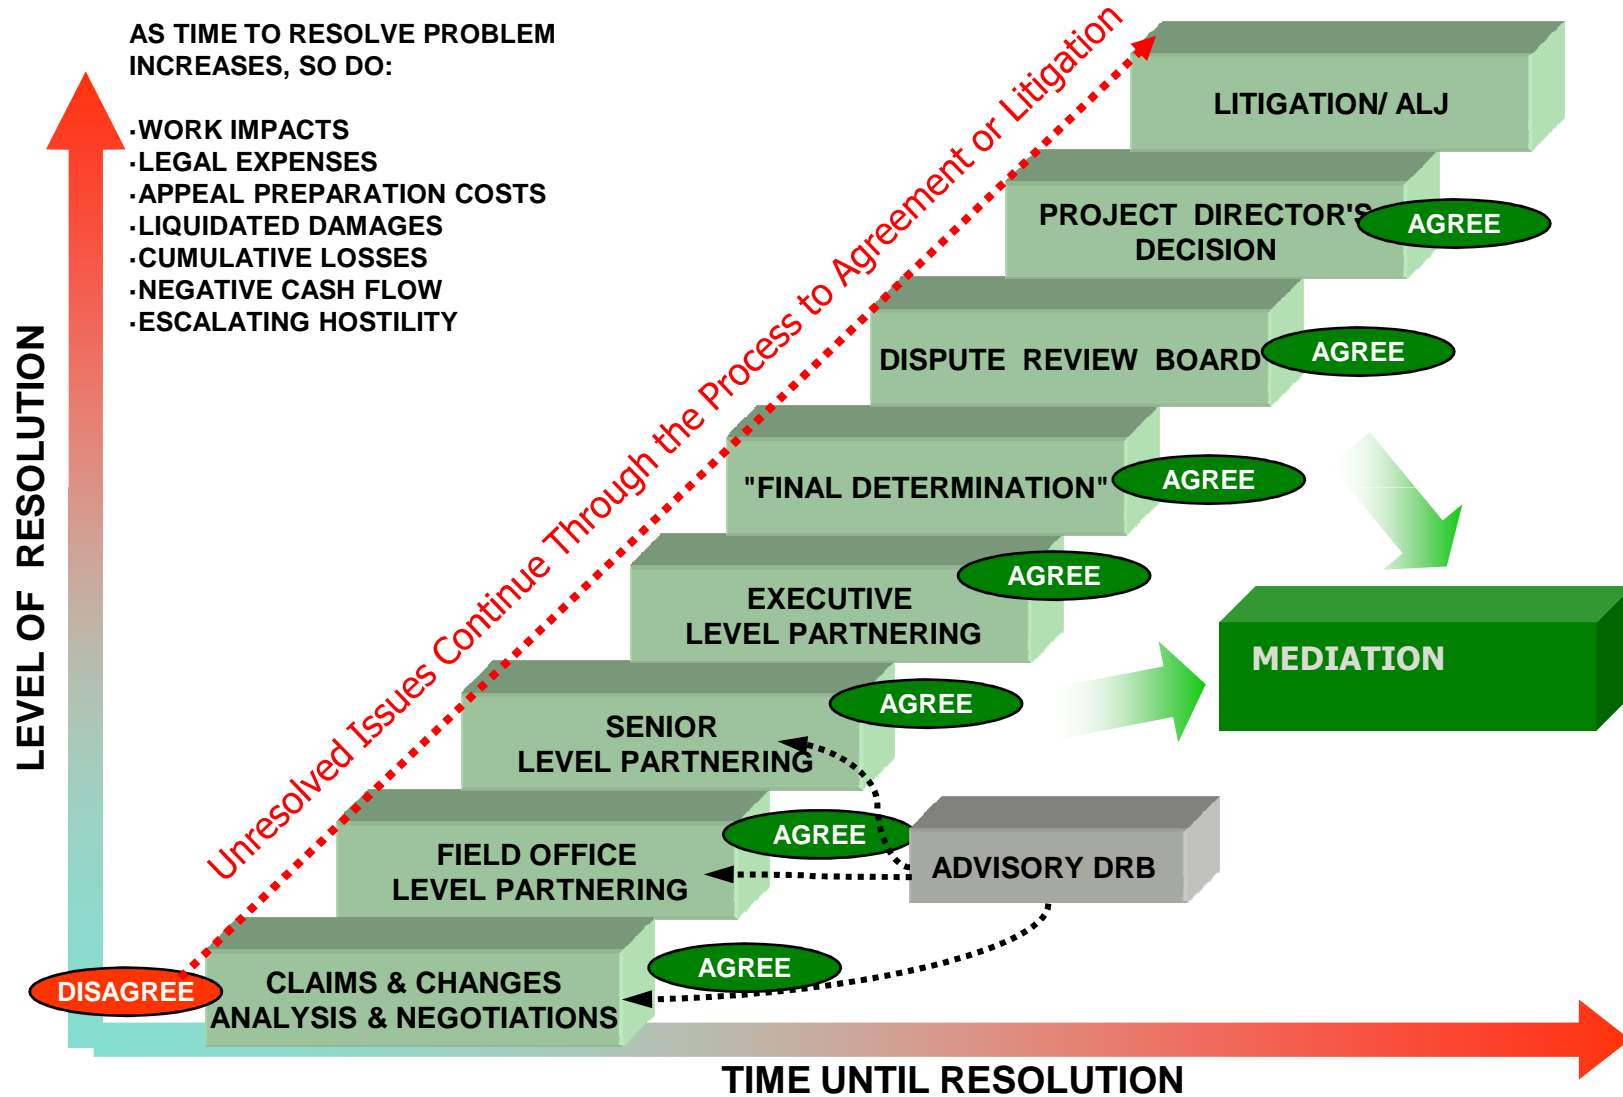 AS TIME TO RESOLVE PROBLEM
INCREASES, SO DO:
·WORK IMPACTS
·LEGAL EXPENSES
·APPEAL PREPARATION COSTS
·LIQUIDATED DAMAGES
·CUMULATIVE LOSSES
·NEGATIVE CASH FLOW
·ESCALATING HOSTILITY
LEVEL OF RESOLUTION
Unresolved Issues Continue Through the Process to Agreement or Litigation
LITIGATION/ ALJ
PROJECT DIRECTOR'S
DECISION
AGREE
DISPUTE REVIEW BOARD
AGREE
"FINAL DETERMINATION"
AGREE
EXECUTIVE
LEVEL PARTNERING
AGREE
MEDIATION
SENIOR
LEVEL PARTNERING
AGREE
FIELD OFFICE
LEVEL PARTNERING
AGREE
ADVISORY DRB
CLAIMS & CHANGES
ANALYSIS & NEGOTIATIONS
AGREE
DISAGREE
TIME UNTIL RESOLUTION